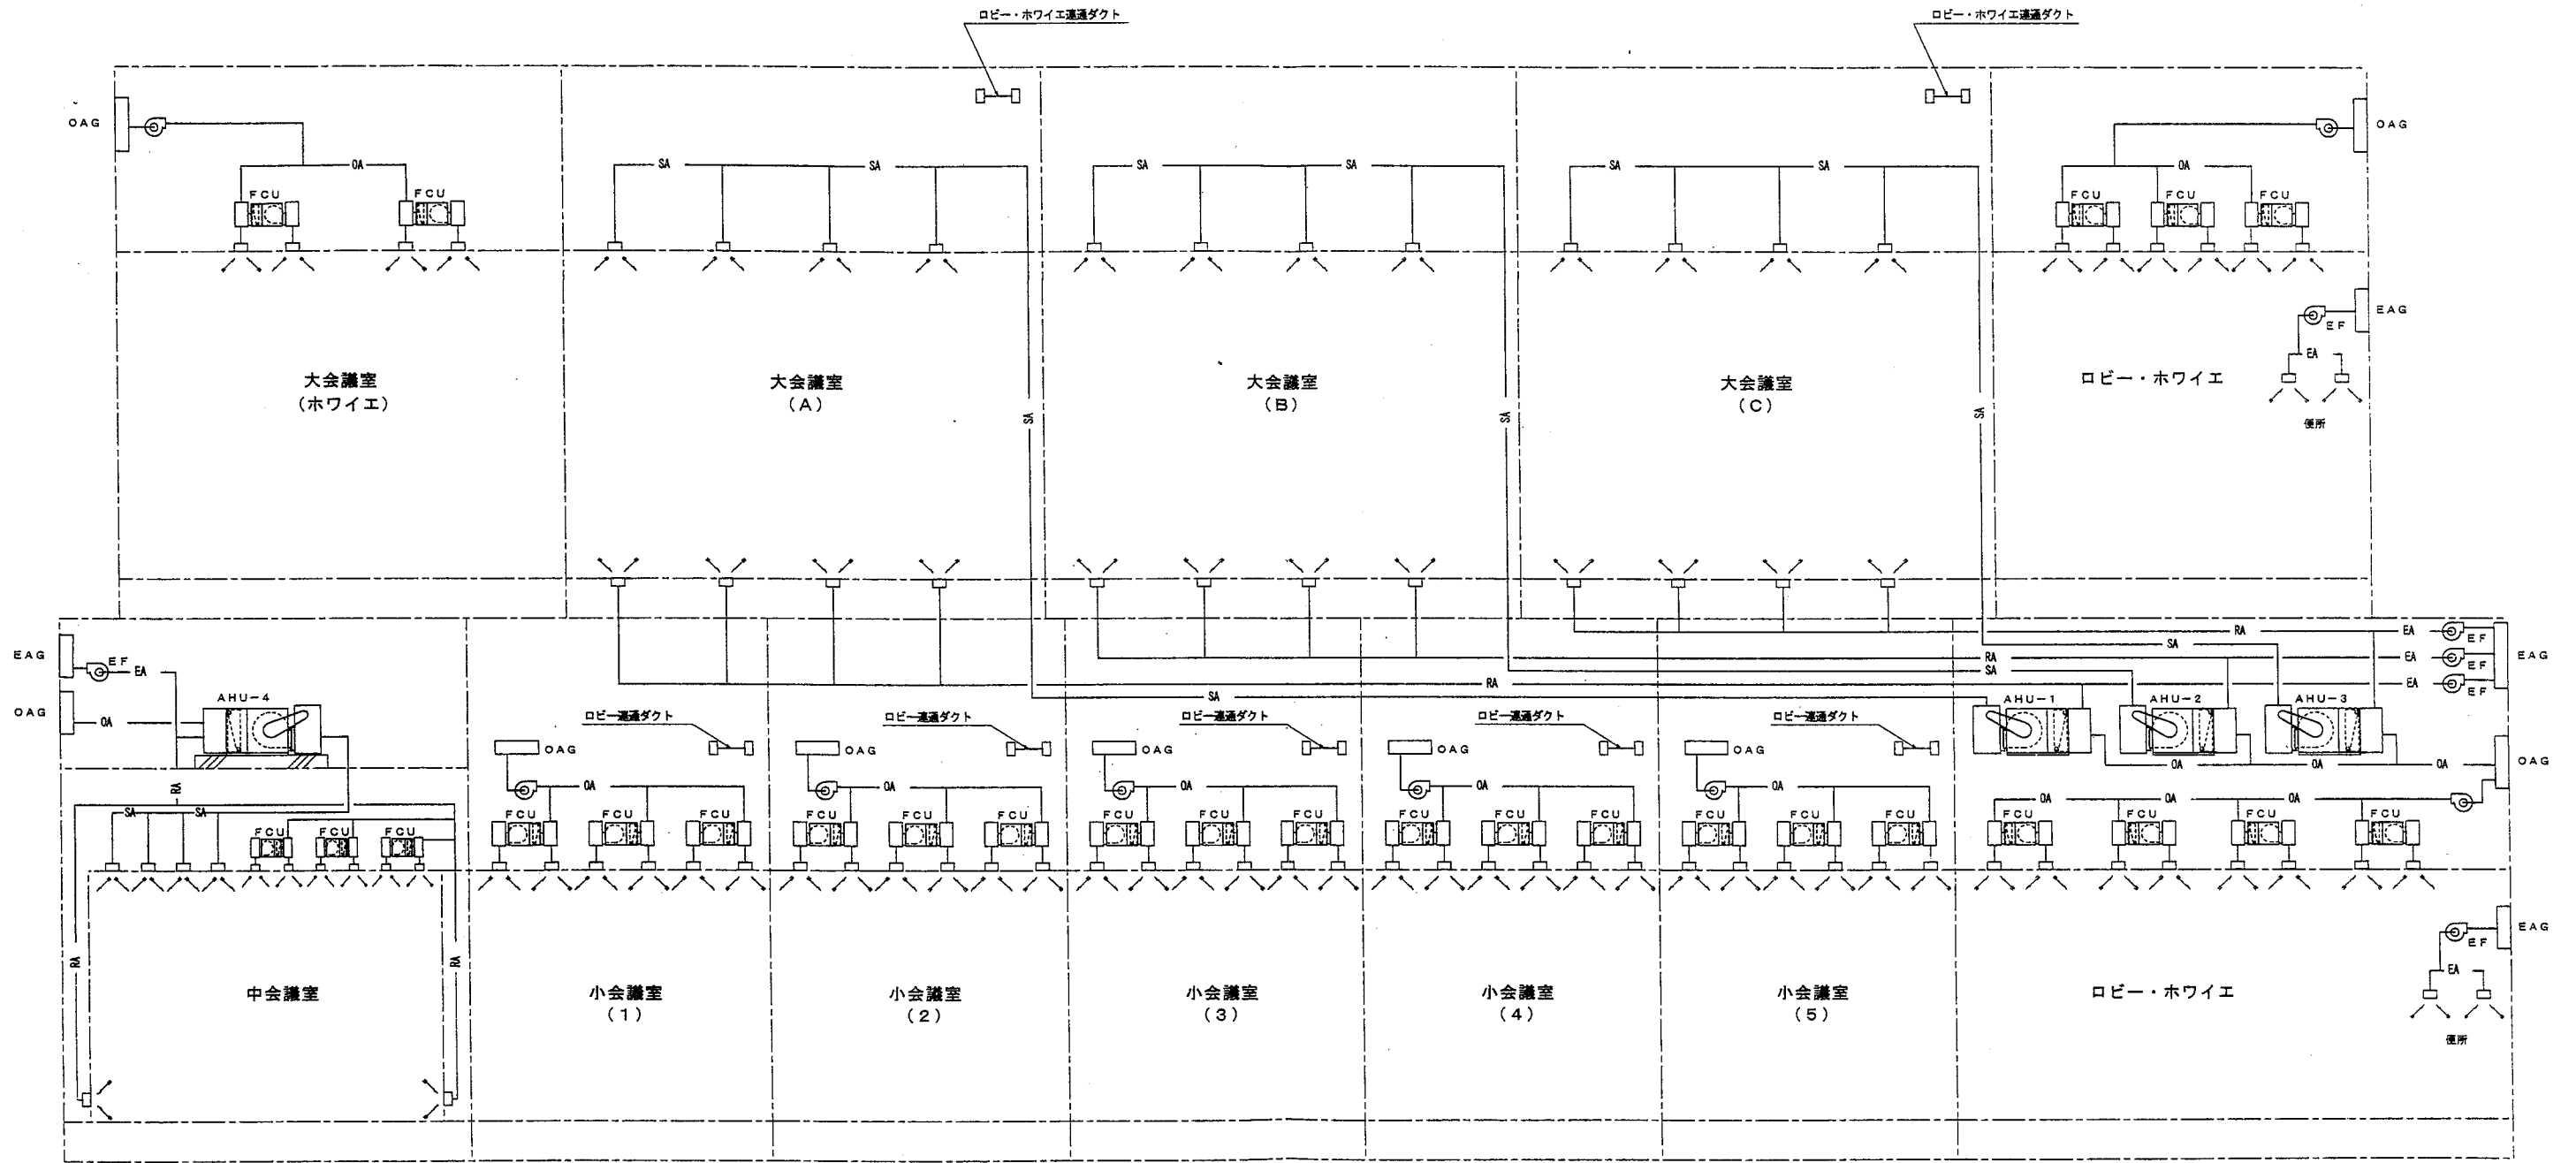 ロビー・ホワイエ連通ダクト
ロビー・ホワイエ連通ダクト
OAG
OA
FCU
FCU
SA
SA
SA
SA
SA
SA
OAG
OA
FCU
FCU
FCU
EAG
EF
EA
便所
大会議室
(ホワイエ)
大会議室
(A)
大会議室
(B)
大会議室
(C)
ロビー・ホワイエ
SA
SA
SA
EAG
EF
EA
OAG
OA
AHU-4
RA
EA
EF
SA
RA
EA
EF
EAG
SA
RA
EA
EF
SA
AHU-1
AHU-2
AHU-3
OA
OA
OA
OAG
ロビー連通ダクト
ロビー連通ダクト
ロビー連通ダクト
ロビー連通ダクト
ロビー連通ダクト
OAG
OAG
OAG
OAG
OAG
RA
SA
SA
FCU
FCU
FCU
OA
FCU
FCU
FCU
OA
FCU
FCU
FCU
OA
FCU
FCU
FCU
OA
FCU
FCU
FCU
OA
FCU
FCU
FCU
OA
OA
OA
FCU
FCU
FCU
FCU
RA
RA
EAG
EF
EA
便所
中会議室
小会議室
(1)
小会議室
(2)
小会議室
(3)
小会議室
(4)
小会議室
(5)
ロビー・ホワイエ